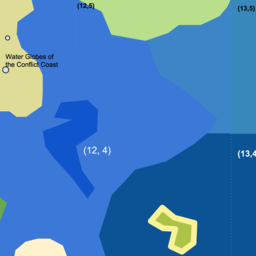 (12,5)
(13,5)
Water Globes of
the Conflict Coast
(12, 4)
(13,4